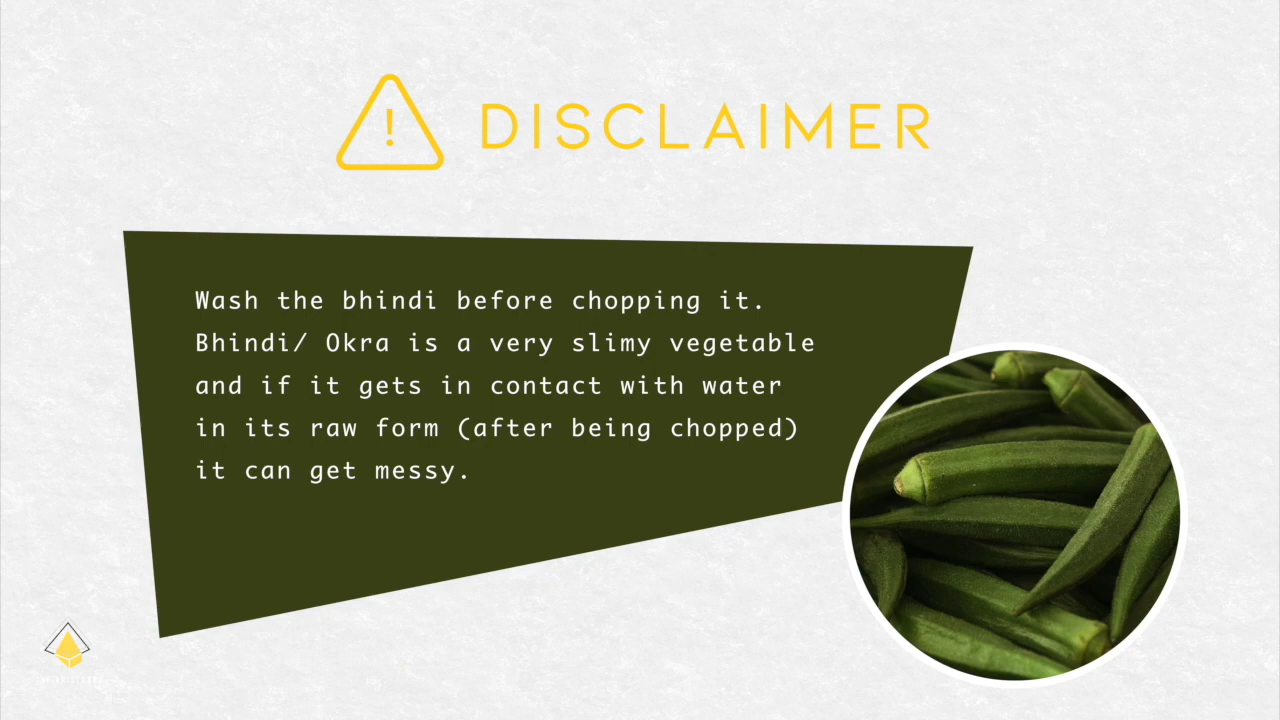 !
DISCLAIMER
Wash the bhindi before chopping it.
Bhindi/ Okra is a very slimy vegetable
and if it gets in contact with water
in its raw form (after being chopped)
it can get messy.